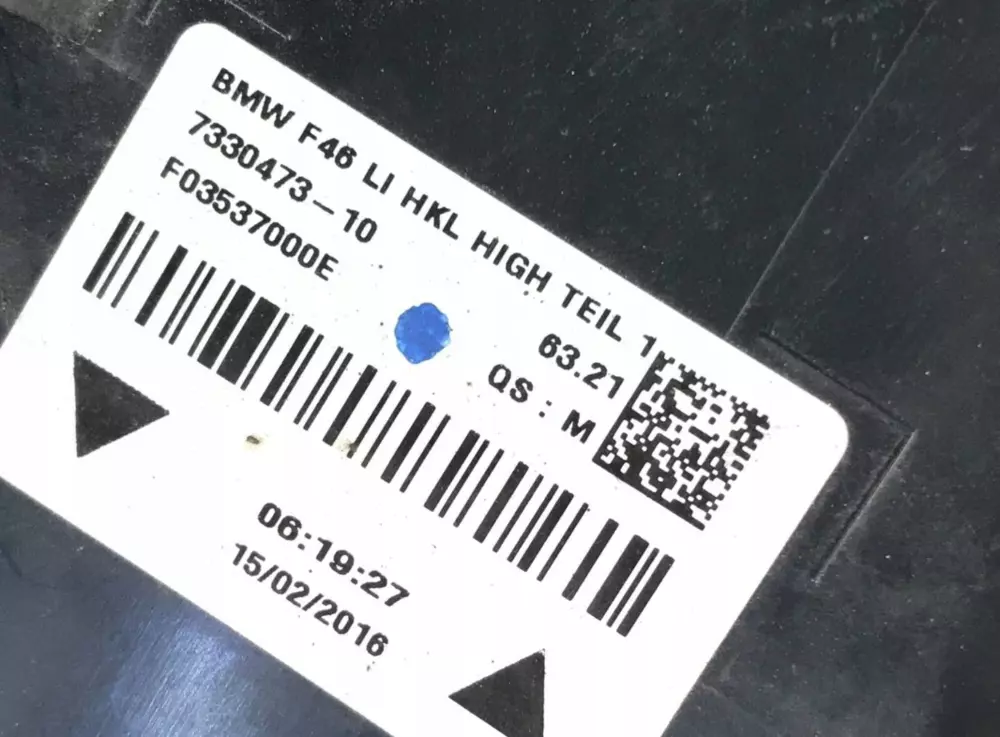 BMW F46 LI HKL HIGH TEIL 1
7330473-10
63.21
F03537000E
QS : M
06:19:27
15/02/2016